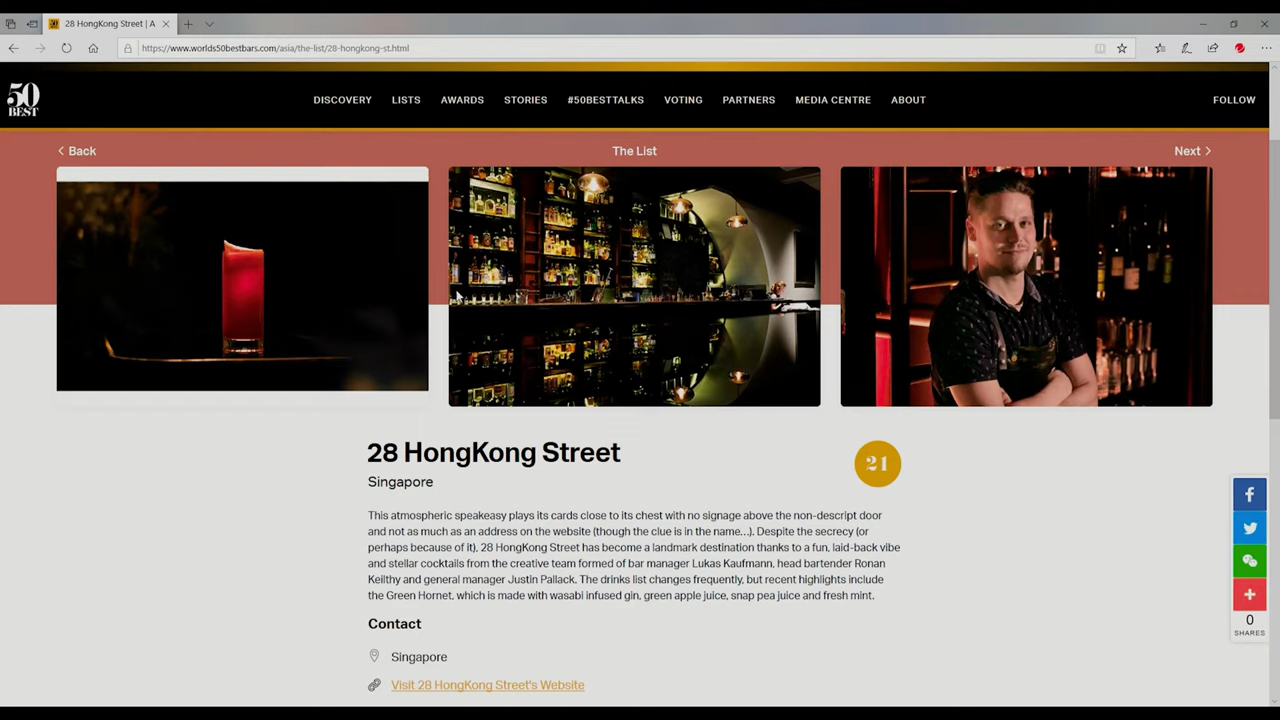 28 HongKong Street | A
https://www.worlds50bestbars.com/asia/the-list/28-hongkong-st.html
50
BEST
DISCOVERY
LISTS
AWARDS
STORIES
#50BESTTALKS
VOTING
PARTNERS
MEDIA CENTRE
ABOUT
FOLLOW
Back
The List
Next
28 HongKong Street
21
Singapore
This atmospheric speakeasy plays its cards close to its chest with no signage above the non-descript door
and not as much as an address on the website (though the clue is in the name...). Despite the secrecy (or
perhaps because of it), 28 HongKong Street has become a landmark destination thanks to a fun, laid-back vibe
and stellar cocktails from the creative team formed of bar manager Lukas Kaufmann, head bartender Ronan
Keilthy and general manager Justin Pallack. The drinks list changes frequently, but recent highlights include
the Green Hornet, which is made with wasabi infused gin, green apple juice, snap pea juice and fresh mint.
Contact
Singapore
Visit 28 HongKong Street's Website
0
SHARES